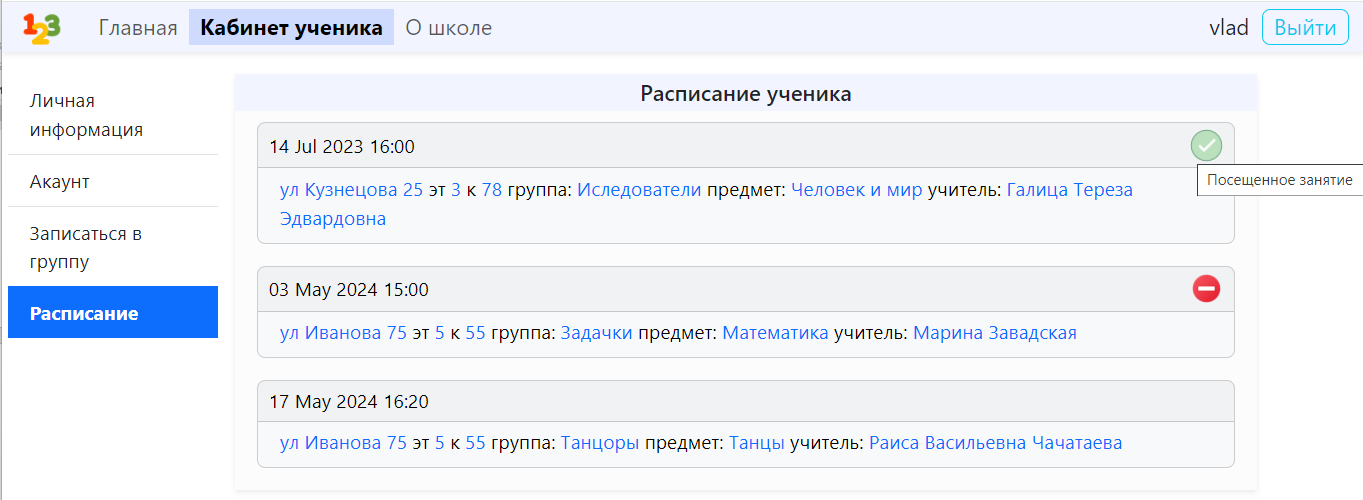 123 Главная Кабинет ученика О школе vlad Выйти
Личная
информация
Акаунт
Записаться в
группу
Расписание
Расписание ученика
14 Jul 2023 16:00
Посещенное занятие
ул Кузнецова 25 эт 3 к 78 группа: Иследователи предмет: Человек и мир учитель: Галица Тереза
Эдвардовна
03 May 2024 15:00
ул Иванова 75 эт 5 к 55 группа: Задачки предмет: Математика учитель: Марина Завадская
17 May 2024 16:20
ул Иванова 75 эт 5 к 55 группа: Танцоры предмет: Танцы учитель: Раиса Васильевна Чачатаева